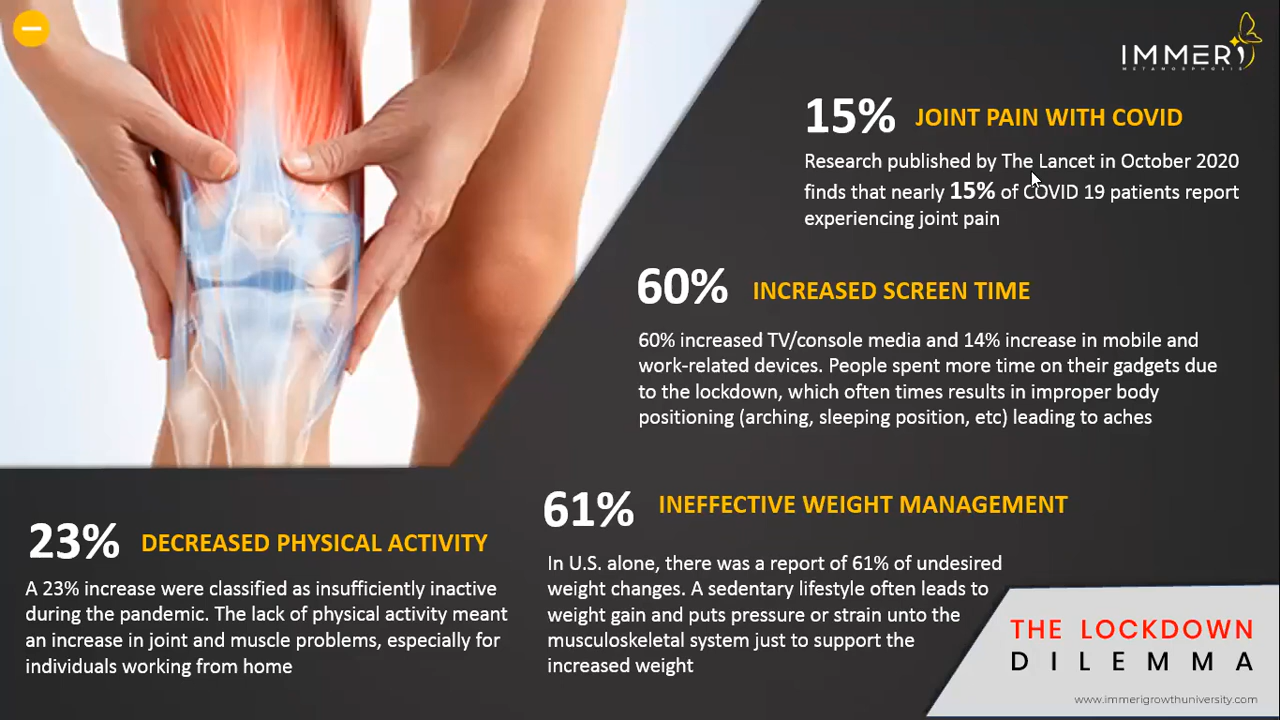 IMMERI
METAMORPHOSIS
15% JOINT PAIN WITH COVID
Research published by The Lancet in October 2020
finds that nearly 15% of COVID 19 patients report
experiencing joint pain
60% INCREASED SCREEN TIME
60% increased TV/console media and 14% increase in mobile and
work-related devices. People spent more time on their gadgets due
to the lockdown, which often times results in improper body
positioning (arching, sleeping position, etc) leading to aches
23% DECREASED PHYSICAL ACTIVITY
A 23% increase were classified as insufficiently inactive
during the pandemic. The lack of physical activity meant
an increase in joint and muscle problems, especially for
individuals working from home
61% INEFFECTIVE WEIGHT MANAGEMENT
In U.S. alone, there was a report of 61% of undesired
weight changes. A sedentary lifestyle often leads to
weight gain and puts pressure or strain unto the
musculoskeletal system just to support the
increased weight
THE LOCKDOWN
DILEMMA
www.immerigrowthuniversity.com